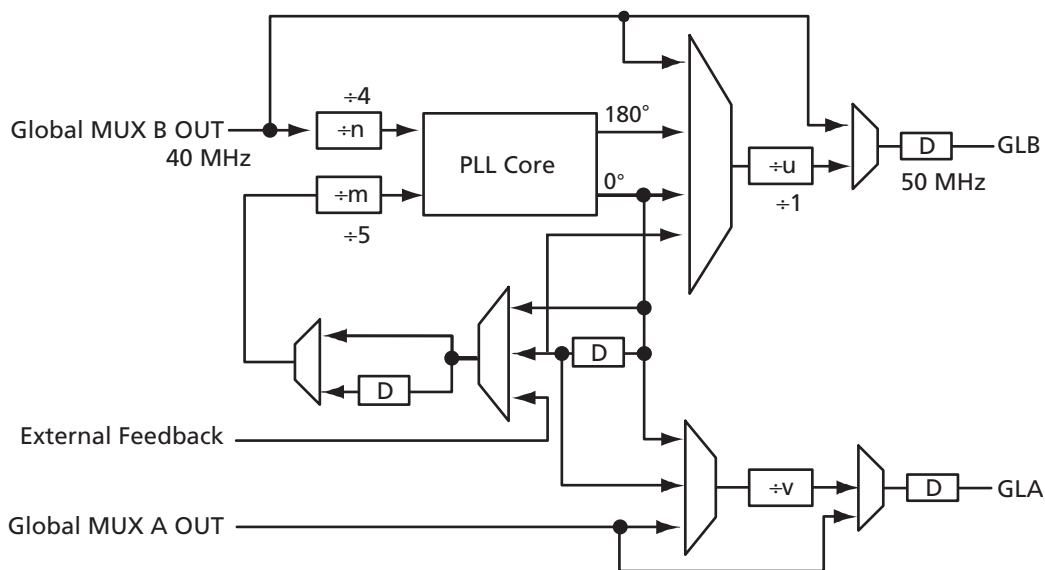 ÷4
Global MUX B OUT
÷n
40 MHz
PLL Core
180°
0°
÷m
÷5
÷u
÷1
D
GLB
50 MHz
D
D
External Feedback
÷v
D
GLA
Global MUX A OUT